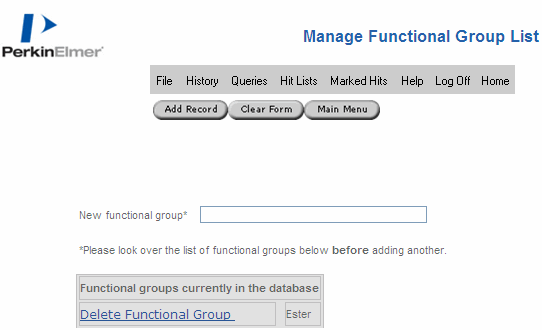 PerkinElmer
Manage Functional Group List
File History Queries Hit Lists Marked Hits Help Log Off Home
Add Record Clear Form Main Menu
New functional group*
*Please look over the list of functional groups below before adding another.
Functional groups currently in the database
Delete Functional Group Ester